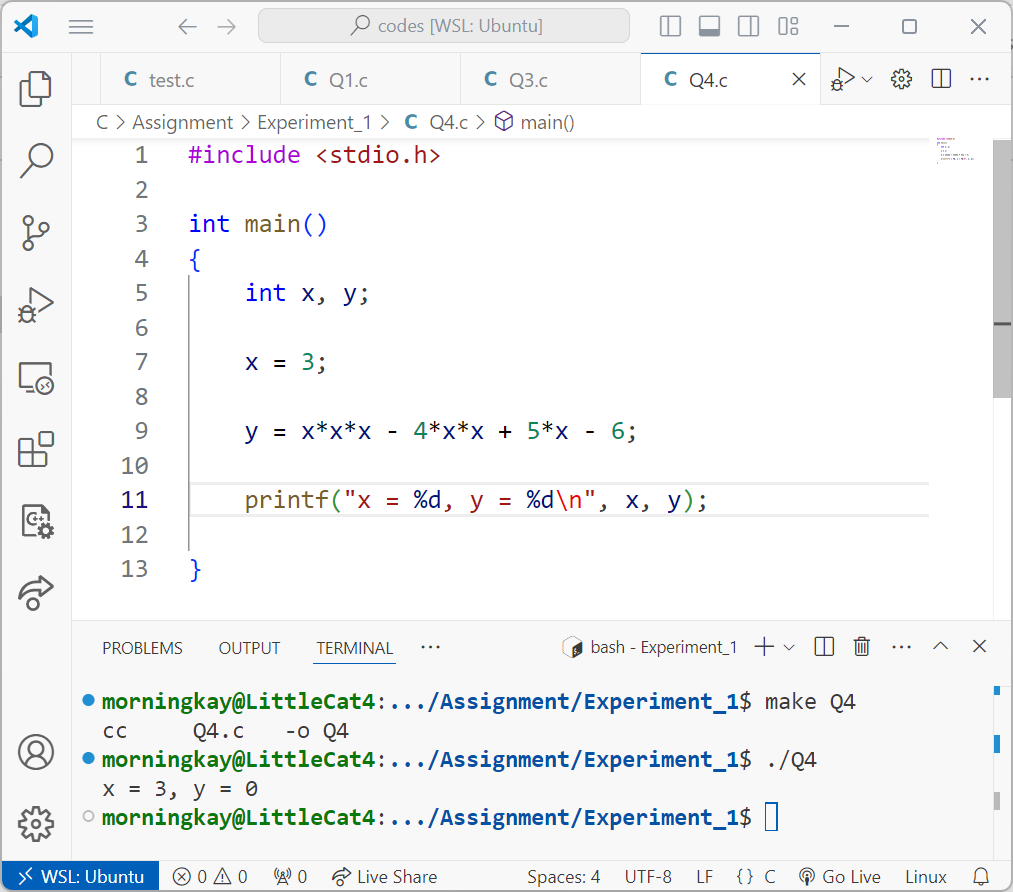 codes [WSL: Ubuntu]
C test.c C Q1.c C Q3.c C Q4.c
C > Assignment > Experiment_1 > C Q4.c > main()
1 #include <stdio.h>
2
3 int main()
4 {
5     int x, y;
6
7     x = 3;
8
9     y = x*x*x - 4*x*x + 5*x - 6;
10
11     printf("x = %d, y = %d\n", x, y);
12
13 }
PROBLEMS OUTPUT TERMINAL ··· bash - Experiment_1
morningkay@LittleCat4:.../Assignment/Experiment_1$ make Q4
cc     Q4.c   -o Q4
morningkay@LittleCat4:.../Assignment/Experiment_1$ ./Q4
x = 3, y = 0
morningkay@LittleCat4:.../Assignment/Experiment_1$
WSL: Ubuntu 0 0 0 Live Share Spaces: 4 UTF-8 LF {} C Go Live Linux